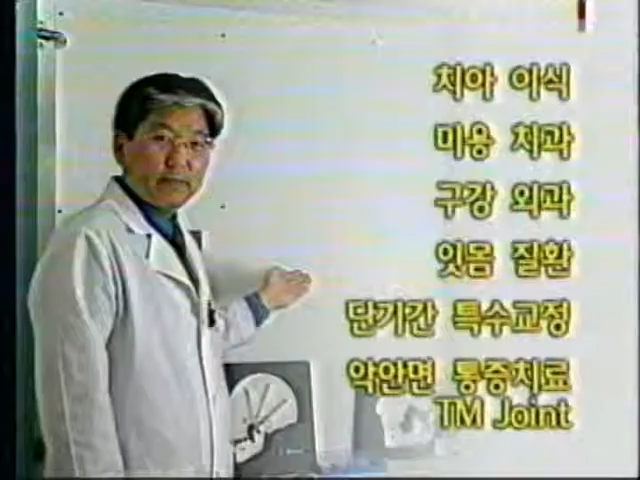 치아 이식
미용 치과
구강 외과
잇몸 질환
단기간 특수교정
악안면 통증치료
TM Joint